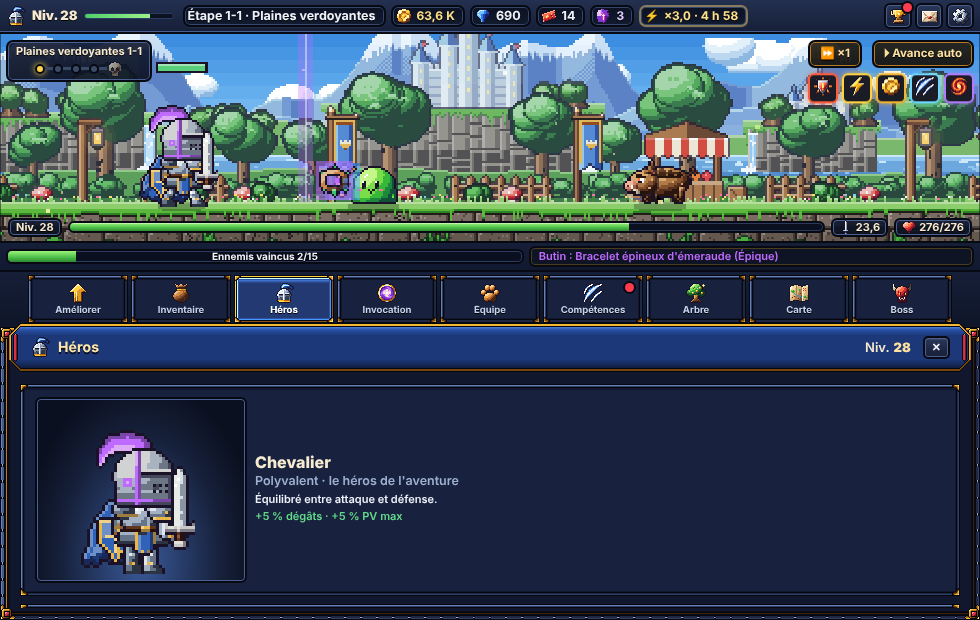 Niv. 28
Étape 1-1 · Plaines verdoyantes
63,6 K
690
14
3
×3,0 · 4 h 58
Plaines verdoyantes 1-1
×1
Avance auto
Niv. 28
23,6
276/276
Ennemis vaincus 2/15
Butin : Bracelet épineux d'émeraude (Épique)
Améliorer
Inventaire
Héros
Invocation
Équipe
Compétences
Arbre
Carte
Boss
Héros
Niv. 28
Chevalier
Polyvalent · le héros de l'aventure
Équilibré entre attaque et défense.
+5 % dégâts · +5 % PV max